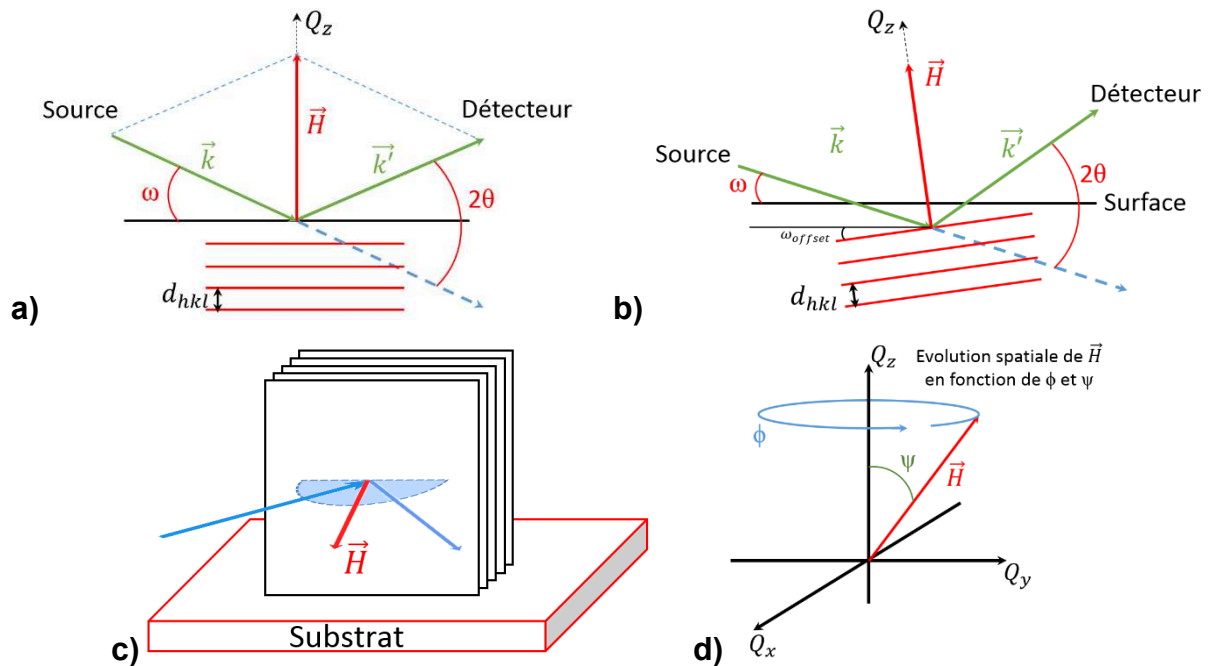 Q_z
Source
Détecteur
H⃗
k⃗
k'⃗
ω
2θ
d_hkl
a)
Q_z
H⃗
Détecteur
Source
k⃗
k'⃗
ω
2θ
Surface
ω_offset
d_hkl
b)
H⃗
Substrat
c)
Q_z
Evolution spatiale de H⃗
en fonction de ϕ et ψ
ϕ
ψ
H⃗
Q_y
Q_x
d)